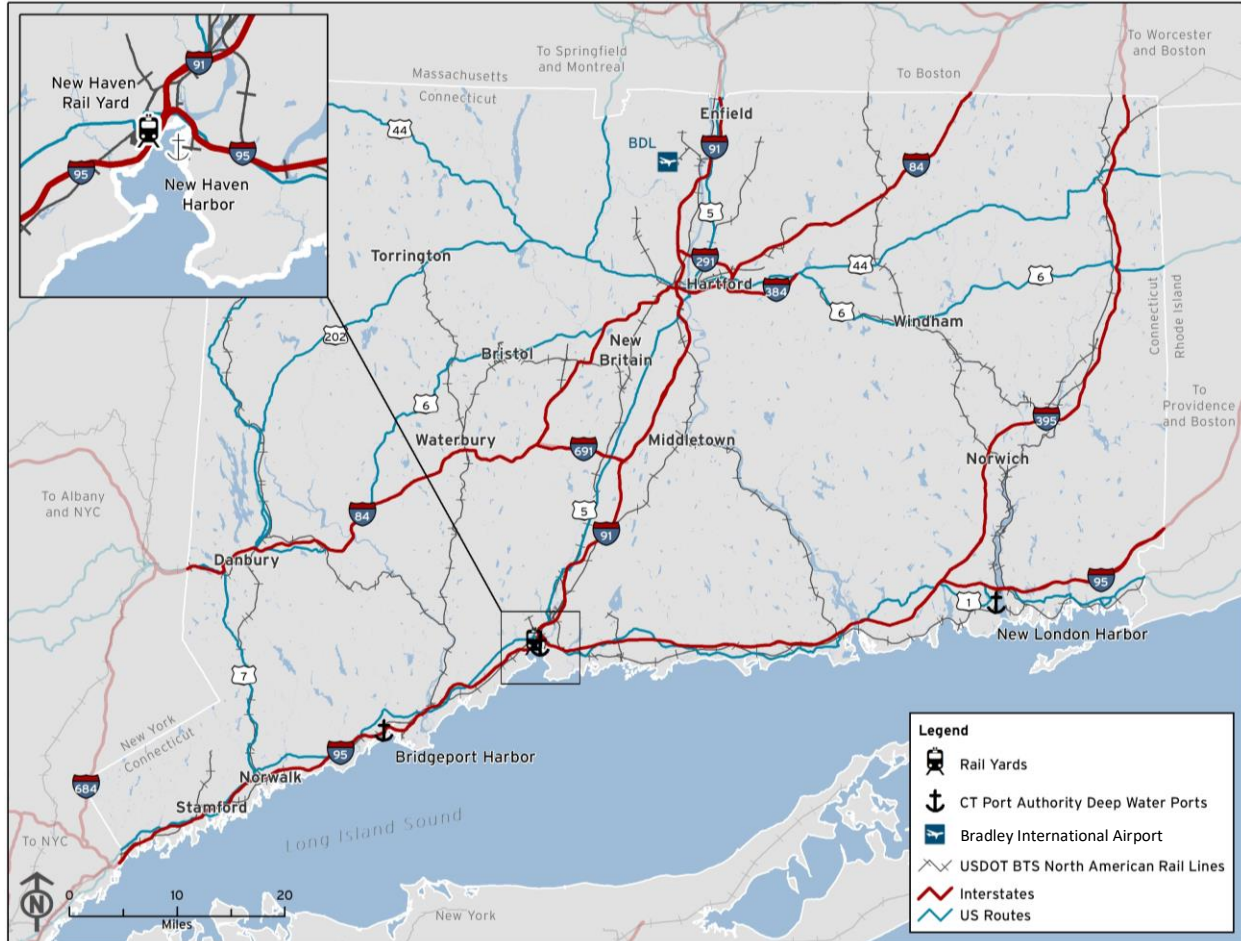 91
New Haven
Rail Yard
95
95
New Haven
Harbor
To Springfield
and Montreal
To Worcester
and Boston
To Boston
Massachusetts
Connecticut
Enfield
44
BDL
91
84
5
Torrington
291
44
Hartford
384
6
6
Windham
Connecticut
Rhode Island
202
New
Britain
Bristol
To
Providence
and Boston
6
395
Waterbury
691
Middletown
Norwich
To Albany
and NYC
84
5
91
Danbury
95
1
New London Harbor
7
New York
Connecticut
95
Bridgeport Harbor
684
Norwalk
Stamford
Long Island Sound
To NYC
N
0
10
20
Miles
New York
Legend
Rail Yards
CT Port Authority Deep Water Ports
Bradley International Airport
USDOT BTS North American Rail Lines
Interstates
US Routes